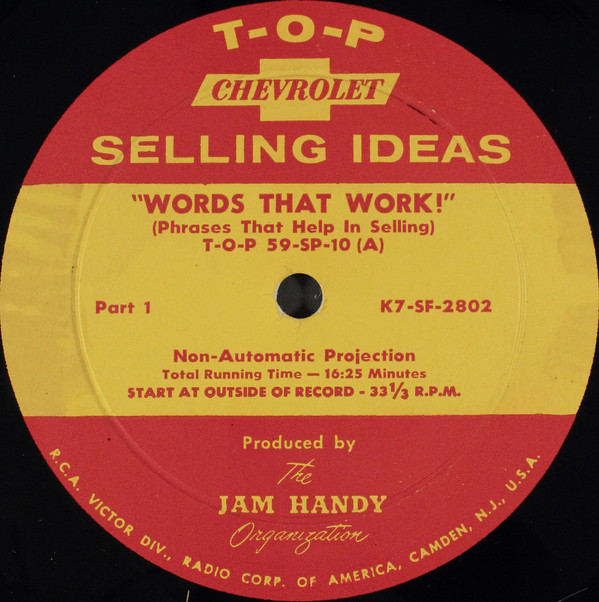 T-O-P
CHEVROLET
SELLING IDEAS
"WORDS THAT WORK!"
(Phrases That Help In Selling)
T-O-P 59-SP-10 (A)
Part 1
K7-SF-2802
Non-Automatic Projection
Total Running Time — 16:25 Minutes
START AT OUTSIDE OF RECORD - 33 1/3 R.P.M.
Produced by
The
JAM HANDY
Organization
R.C.A. VICTOR DIV., RADIO CORP. OF AMERICA, CAMDEN, N.J., U.S.A.